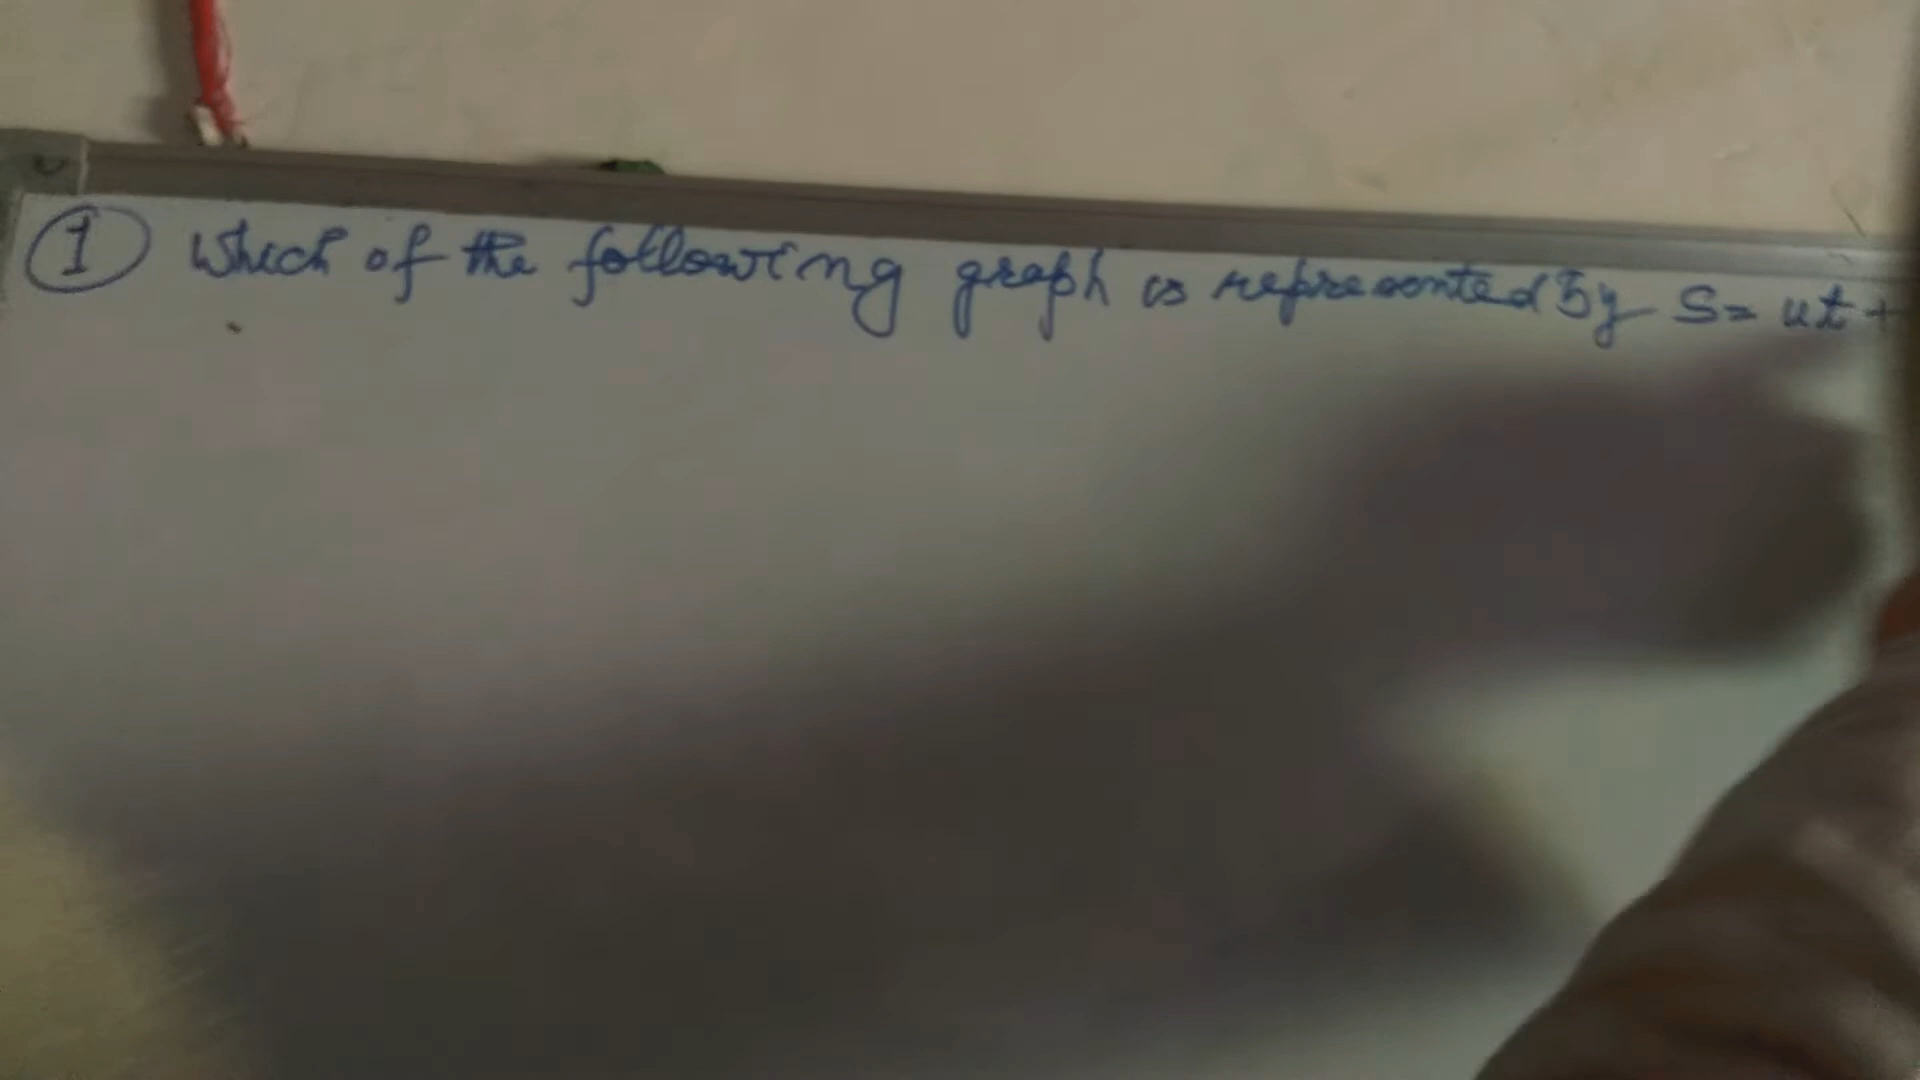 ① Which of the following graph is represented by S= ut +